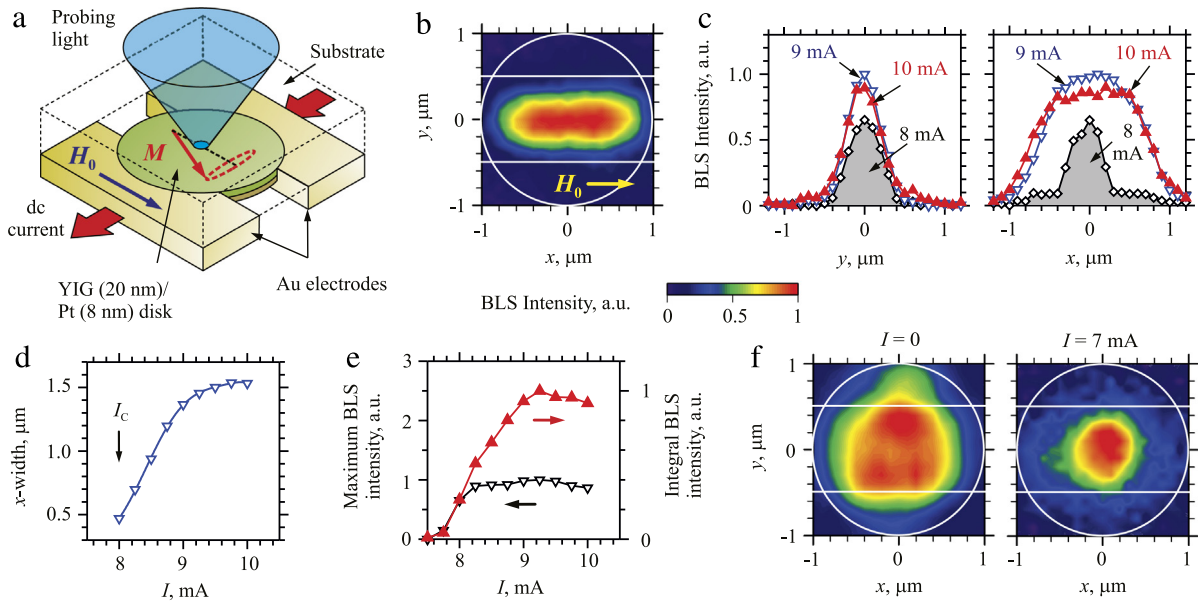 a
Probing
light
Substrate
M
H₀
dc
current
Au electrodes
YIG (20 nm)/
Pt (8 nm) disk
b
1
0
-1
y, μm
H₀
-1 0 1
x, μm
c
BLS Intensity, a.u.
1.0
0.5
0
9 mA
10 mA
8
mA
-1 0 1
y, μm
9 mA
10 mA
8
mA
-1 0 1
x, μm
BLS Intensity, a.u.
0 0.5 1
d
x-width, μm
1.5
1.0
0.5
I_C
8 9 10
I, mA
e
Maximum BLS
intensity, a.u.
3
2
1
0
1
0
Integral BLS
intensity, a.u.
8 9 10
I, mA
f
I = 0
I = 7 mA
y, μm
1
0
-1
-1 0 1
x, μm
-1 0 1
x, μm